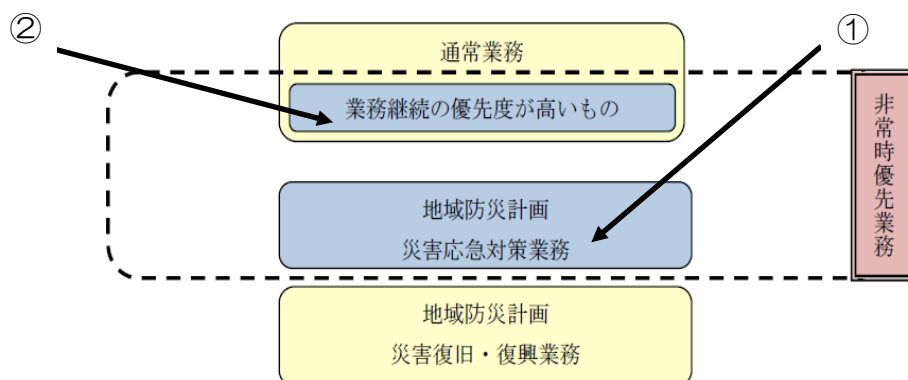 ②
①
通常業務
業務継続の優先度が高いもの
非常時優先業務
地域防災計画
災害応急対策業務
地域防災計画
災害復旧・復興業務